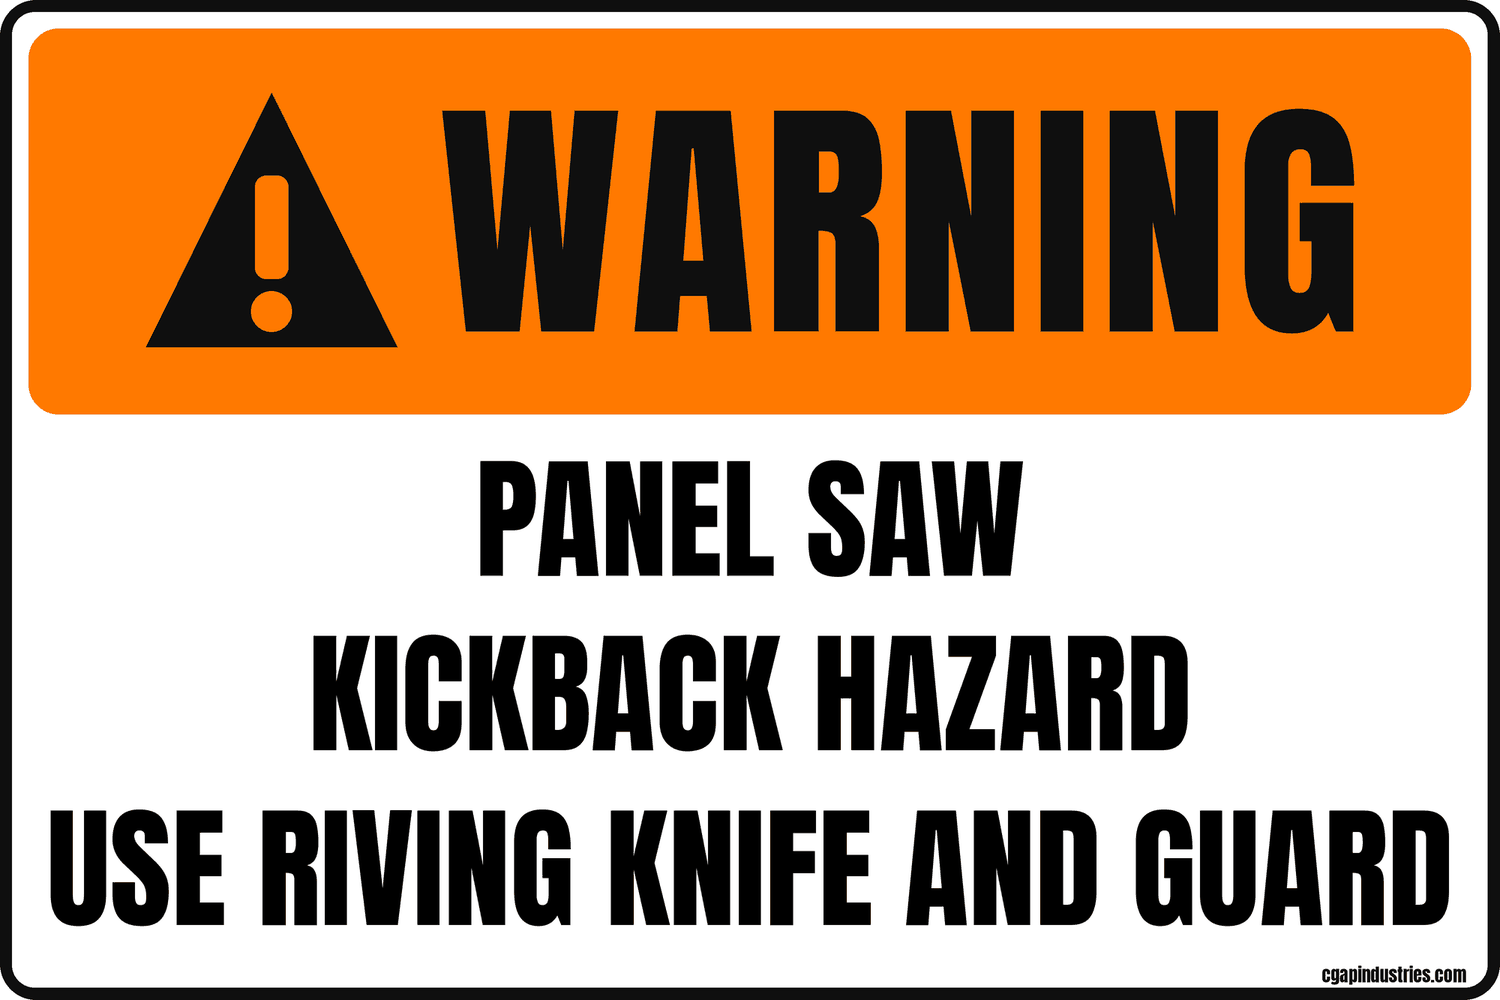 WARNING
PANEL SAW
KICKBACK HAZARD
USE RIVING KNIFE AND GUARD
cgapindustries.com